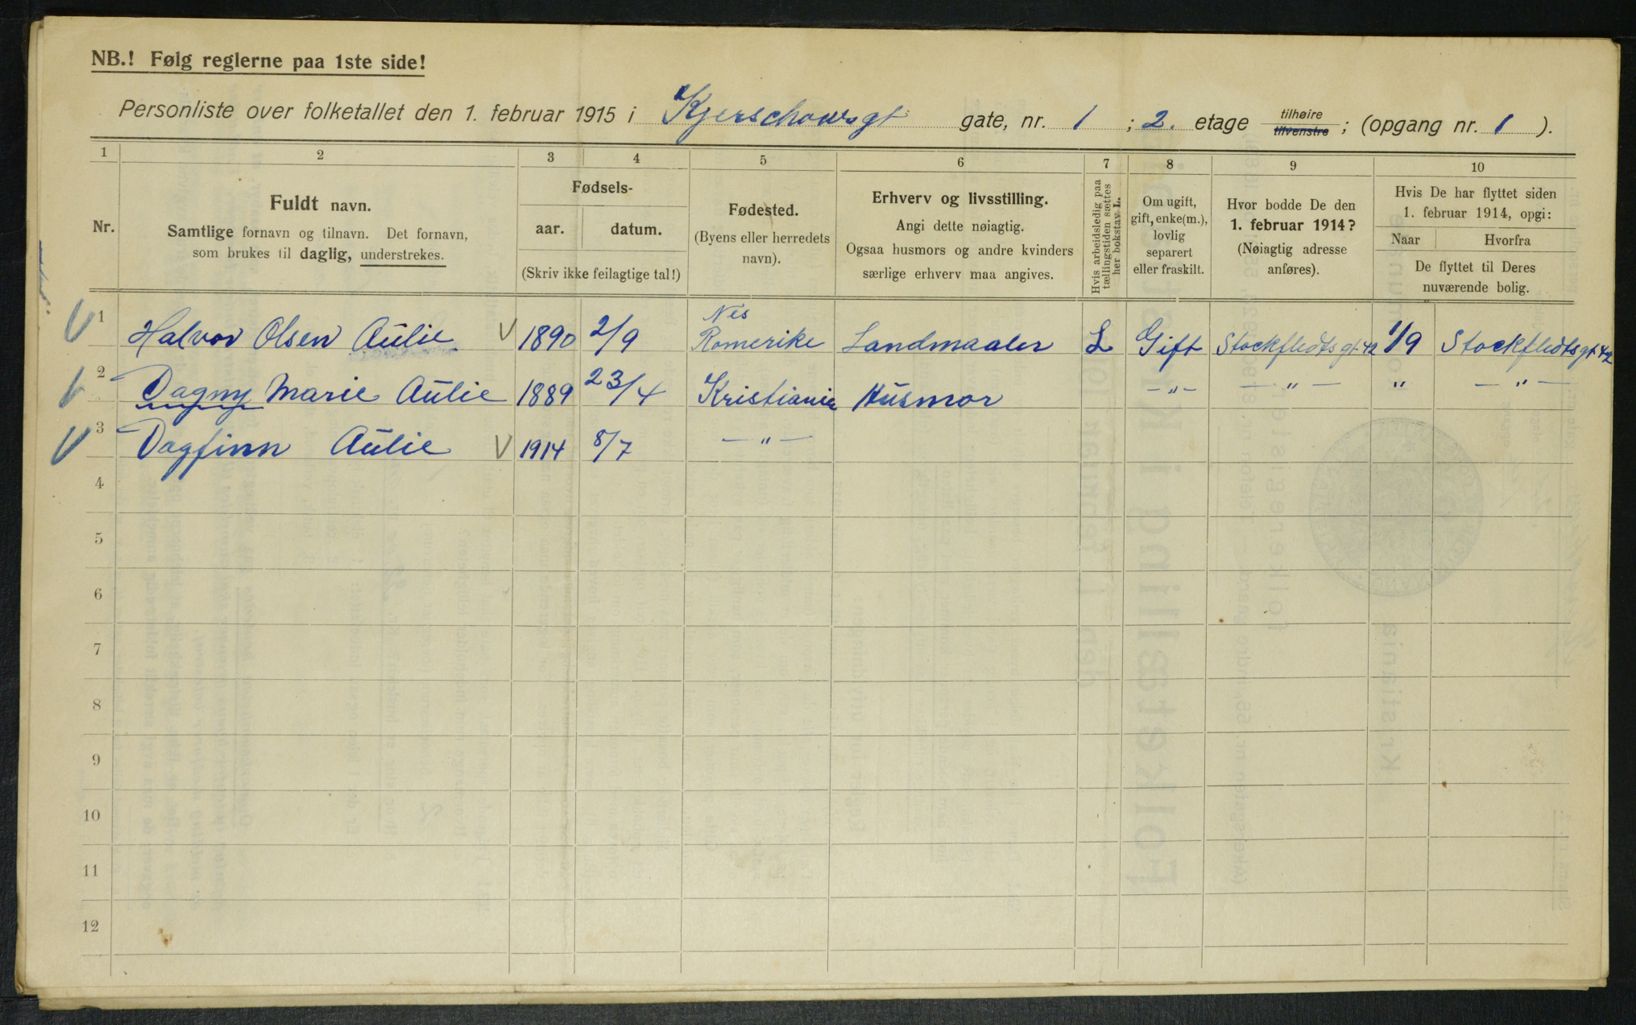 NB.! Følg reglerne paa 1ste side!
Personliste over folketallet den 1. februar 1915 i Kjerschowsgt gate, nr. 1 ; 2. etage tilhøire tilvenstre ; (opgang nr. 1 ).
1 2 3 4 5 6 7 8 9 10
Nr.
Fuldt navn.
Samtlige fornavn og tilnavn. Det fornavn,
som brukes til daglig, understrekes.
Fødsels-
aar. datum.
(Skriv ikke feilagtige tal!)
Fødested.
(Byens eller herredets
navn).
Erhverv og livsstilling.
Angi dette nøiagtig.
Ogsaa husmors og andre kvinders
særlige erhverv maa angives.
Hvis arbeidsledig paa
tællingstiden sættes
her bokstav L.
Om ugift,
gift, enke(m.),
lovlig
separert
eller fraskilt.
Hvor bodde De den
1. februar 1914?
(Nøiagtig adresse
anføres).
Hvis De har flyttet siden
1. februar 1914, opgi:
Naar Hvorfra
De flyttet til Deres
nuværende bolig.
1 Halvor Olsen Aulie V 1890 2/9 Nes Romerike Landmaaler L Gift Stockfledtsgt 42 1/9 Stockfledtsgt 42
2 Dagny Marie Aulie 1889 23/4 Kristiania Husmor —"— —"— " —"—
3 Dagfinn Aulie V 1914 8/7 —"—
4
5
6
7
8
9
10
11
12